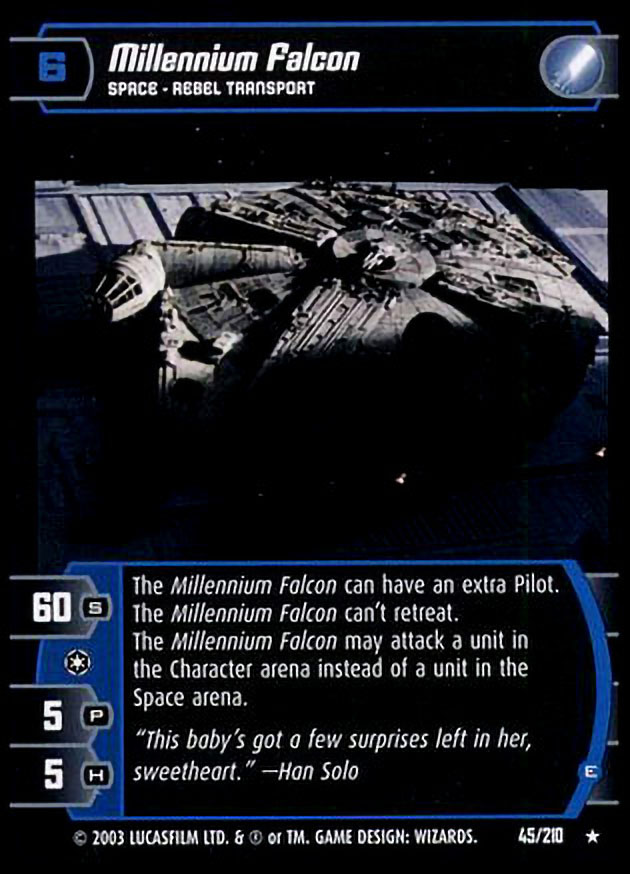 6
Millennium Falcon
SPACE - REBEL TRANSPORT
60 S
5 P
5 H
The Millennium Falcon can have an extra Pilot.
The Millennium Falcon can't retreat.
The Millennium Falcon may attack a unit in
the Character arena instead of a unit in the
Space arena.
"This baby's got a few surprises left in her,
sweetheart." —Han Solo
E
© 2003 LUCASFILM LTD. & ® or TM. GAME DESIGN: WIZARDS. 45/210 ★